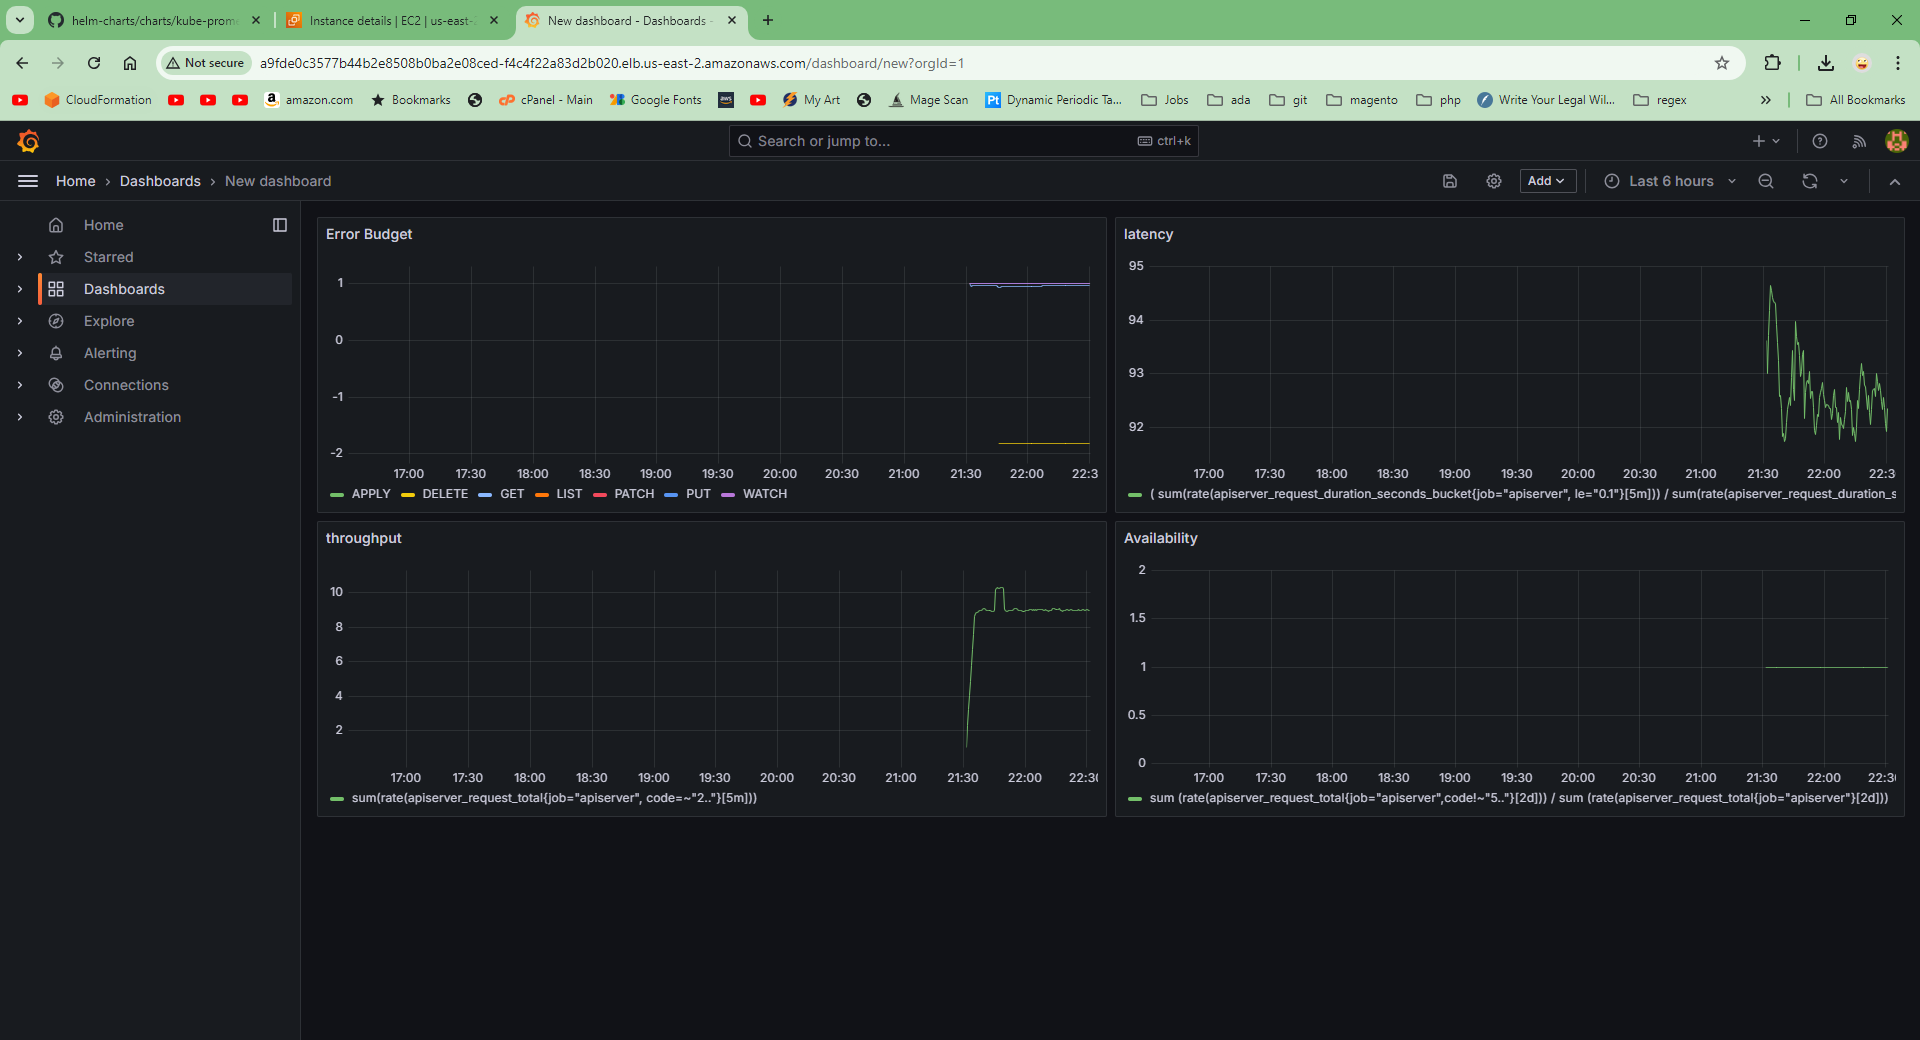 helm-charts/charts/kube-prome
Instance details | EC2 | us-east-2
New dashboard - Dashboards -
Not secure
a9fde0c3577b44b2e8508b0ba2e08ced-f4c4f22a83d2b020.elb.us-east-2.amazonaws.com/dashboard/new?orgId=1
CloudFormation
amazon.com
Bookmarks
cPanel - Main
Google Fonts
aws
My Art
Mage Scan
Pt
Dynamic Periodic Ta...
Jobs
ada
git
magento
php
Write Your Legal Wil...
regex
All Bookmarks
Search or jump to...
ctrl+k
Home › Dashboards › New dashboard
Add
Last 6 hours
Home
Starred
Dashboards
Explore
Alerting
Connections
Administration
Error Budget
1
0
-1
-2
17:00 17:30 18:00 18:30 19:00 19:30 20:00 20:30 21:00 21:30 22:00 22:3
APPLY DELETE GET LIST PATCH PUT WATCH
latency
95
94
93
92
17:00 17:30 18:00 18:30 19:00 19:30 20:00 20:30 21:00 21:30 22:00 22:3
( sum(rate(apiserver_request_duration_seconds_bucket{job="apiserver", le="0.1"}[5m])) / sum(rate(apiserver_request_duration_s
throughput
10
8
6
4
2
17:00 17:30 18:00 18:30 19:00 19:30 20:00 20:30 21:00 21:30 22:00 22:3
sum(rate(apiserver_request_total{job="apiserver", code=~"2.."}[5m]))
Availability
2
1.5
1
0.5
0
17:00 17:30 18:00 18:30 19:00 19:30 20:00 20:30 21:00 21:30 22:00 22:3
sum (rate(apiserver_request_total{job="apiserver",code!~"5.."}[2d])) / sum (rate(apiserver_request_total{job="apiserver"}[2d]))